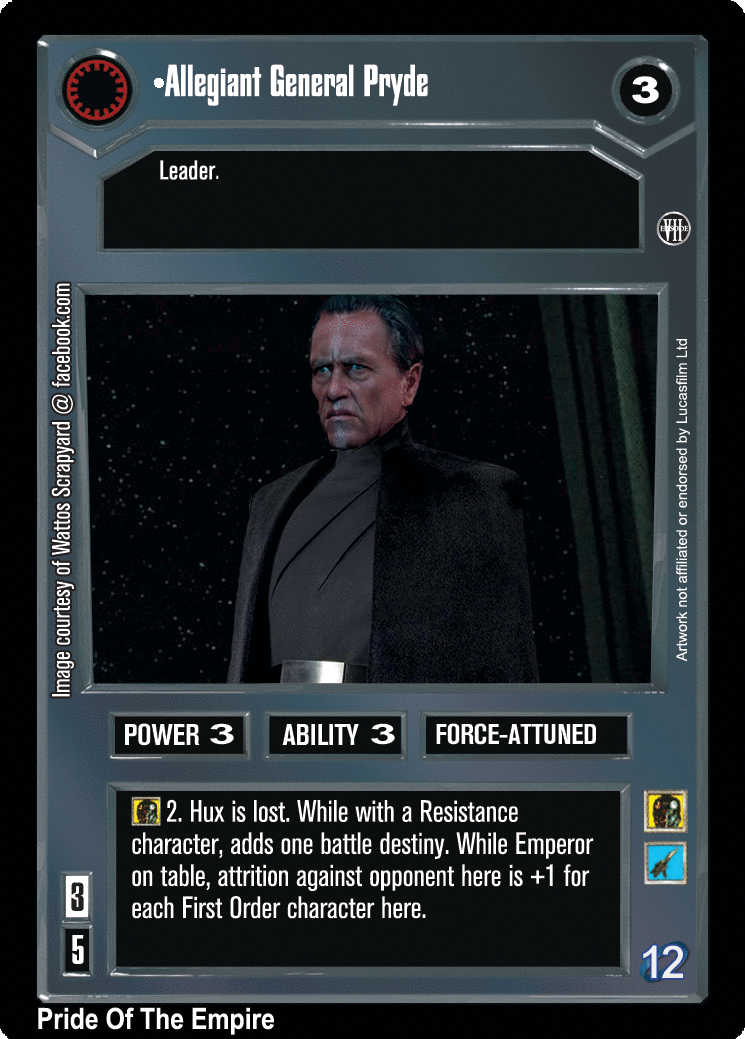 •Allegiant General Pryde
3
Leader.
EPISODE
VII
Image courtesy of Wattos Scrapyard @ facebook.com
Artwork not affiliated or endorsed by Lucasfilm Ltd
POWER 3
ABILITY 3
FORCE-ATTUNED
2. Hux is lost. While with a Resistance
character, adds one battle destiny. While Emperor
on table, attrition against opponent here is +1 for
each First Order character here.
3
5
12
Pride Of The Empire